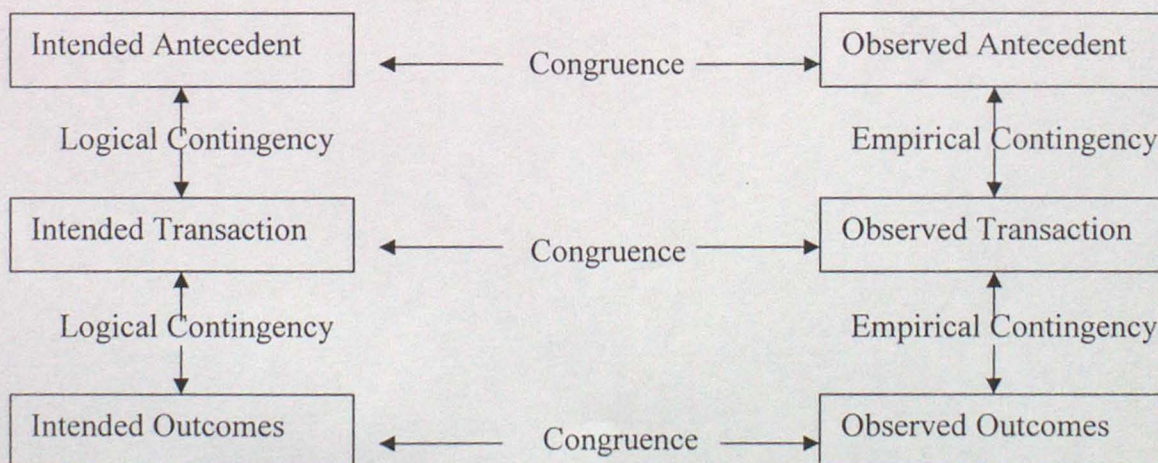 Intended Antecedent
Congruence
Observed Antecedent
Logical Contingency
Empirical Contingency
Intended Transaction
Congruence
Observed Transaction
Logical Contingency
Empirical Contingency
Intended Outcomes
Congruence
Observed Outcomes